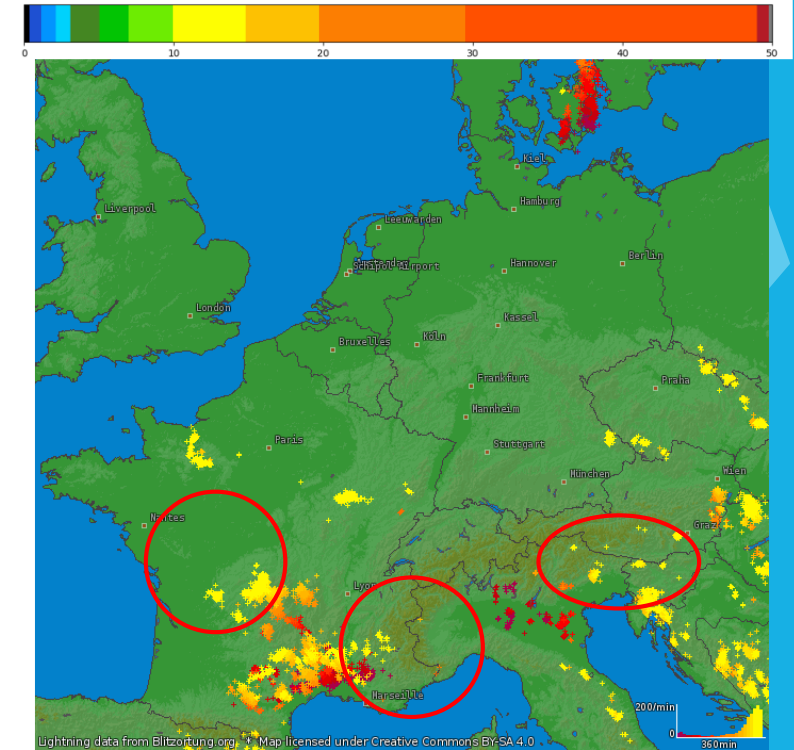 0 10 20 30 40 50
Kiel
Hamburg
Liverpool
Leeuwarden
Schipol Airport
Hannover
Berlin
London
Kassel
Bruxelles
Köln
Frankfurt
Praha
Mannheim
Paris
Stuttgart
München
Wien
Nantes
Graz
Lyon
Marseille
200/min
0
360min
Lightning data from Blitzortung.org * Map licensed under Creative Commons BY-SA 4.0